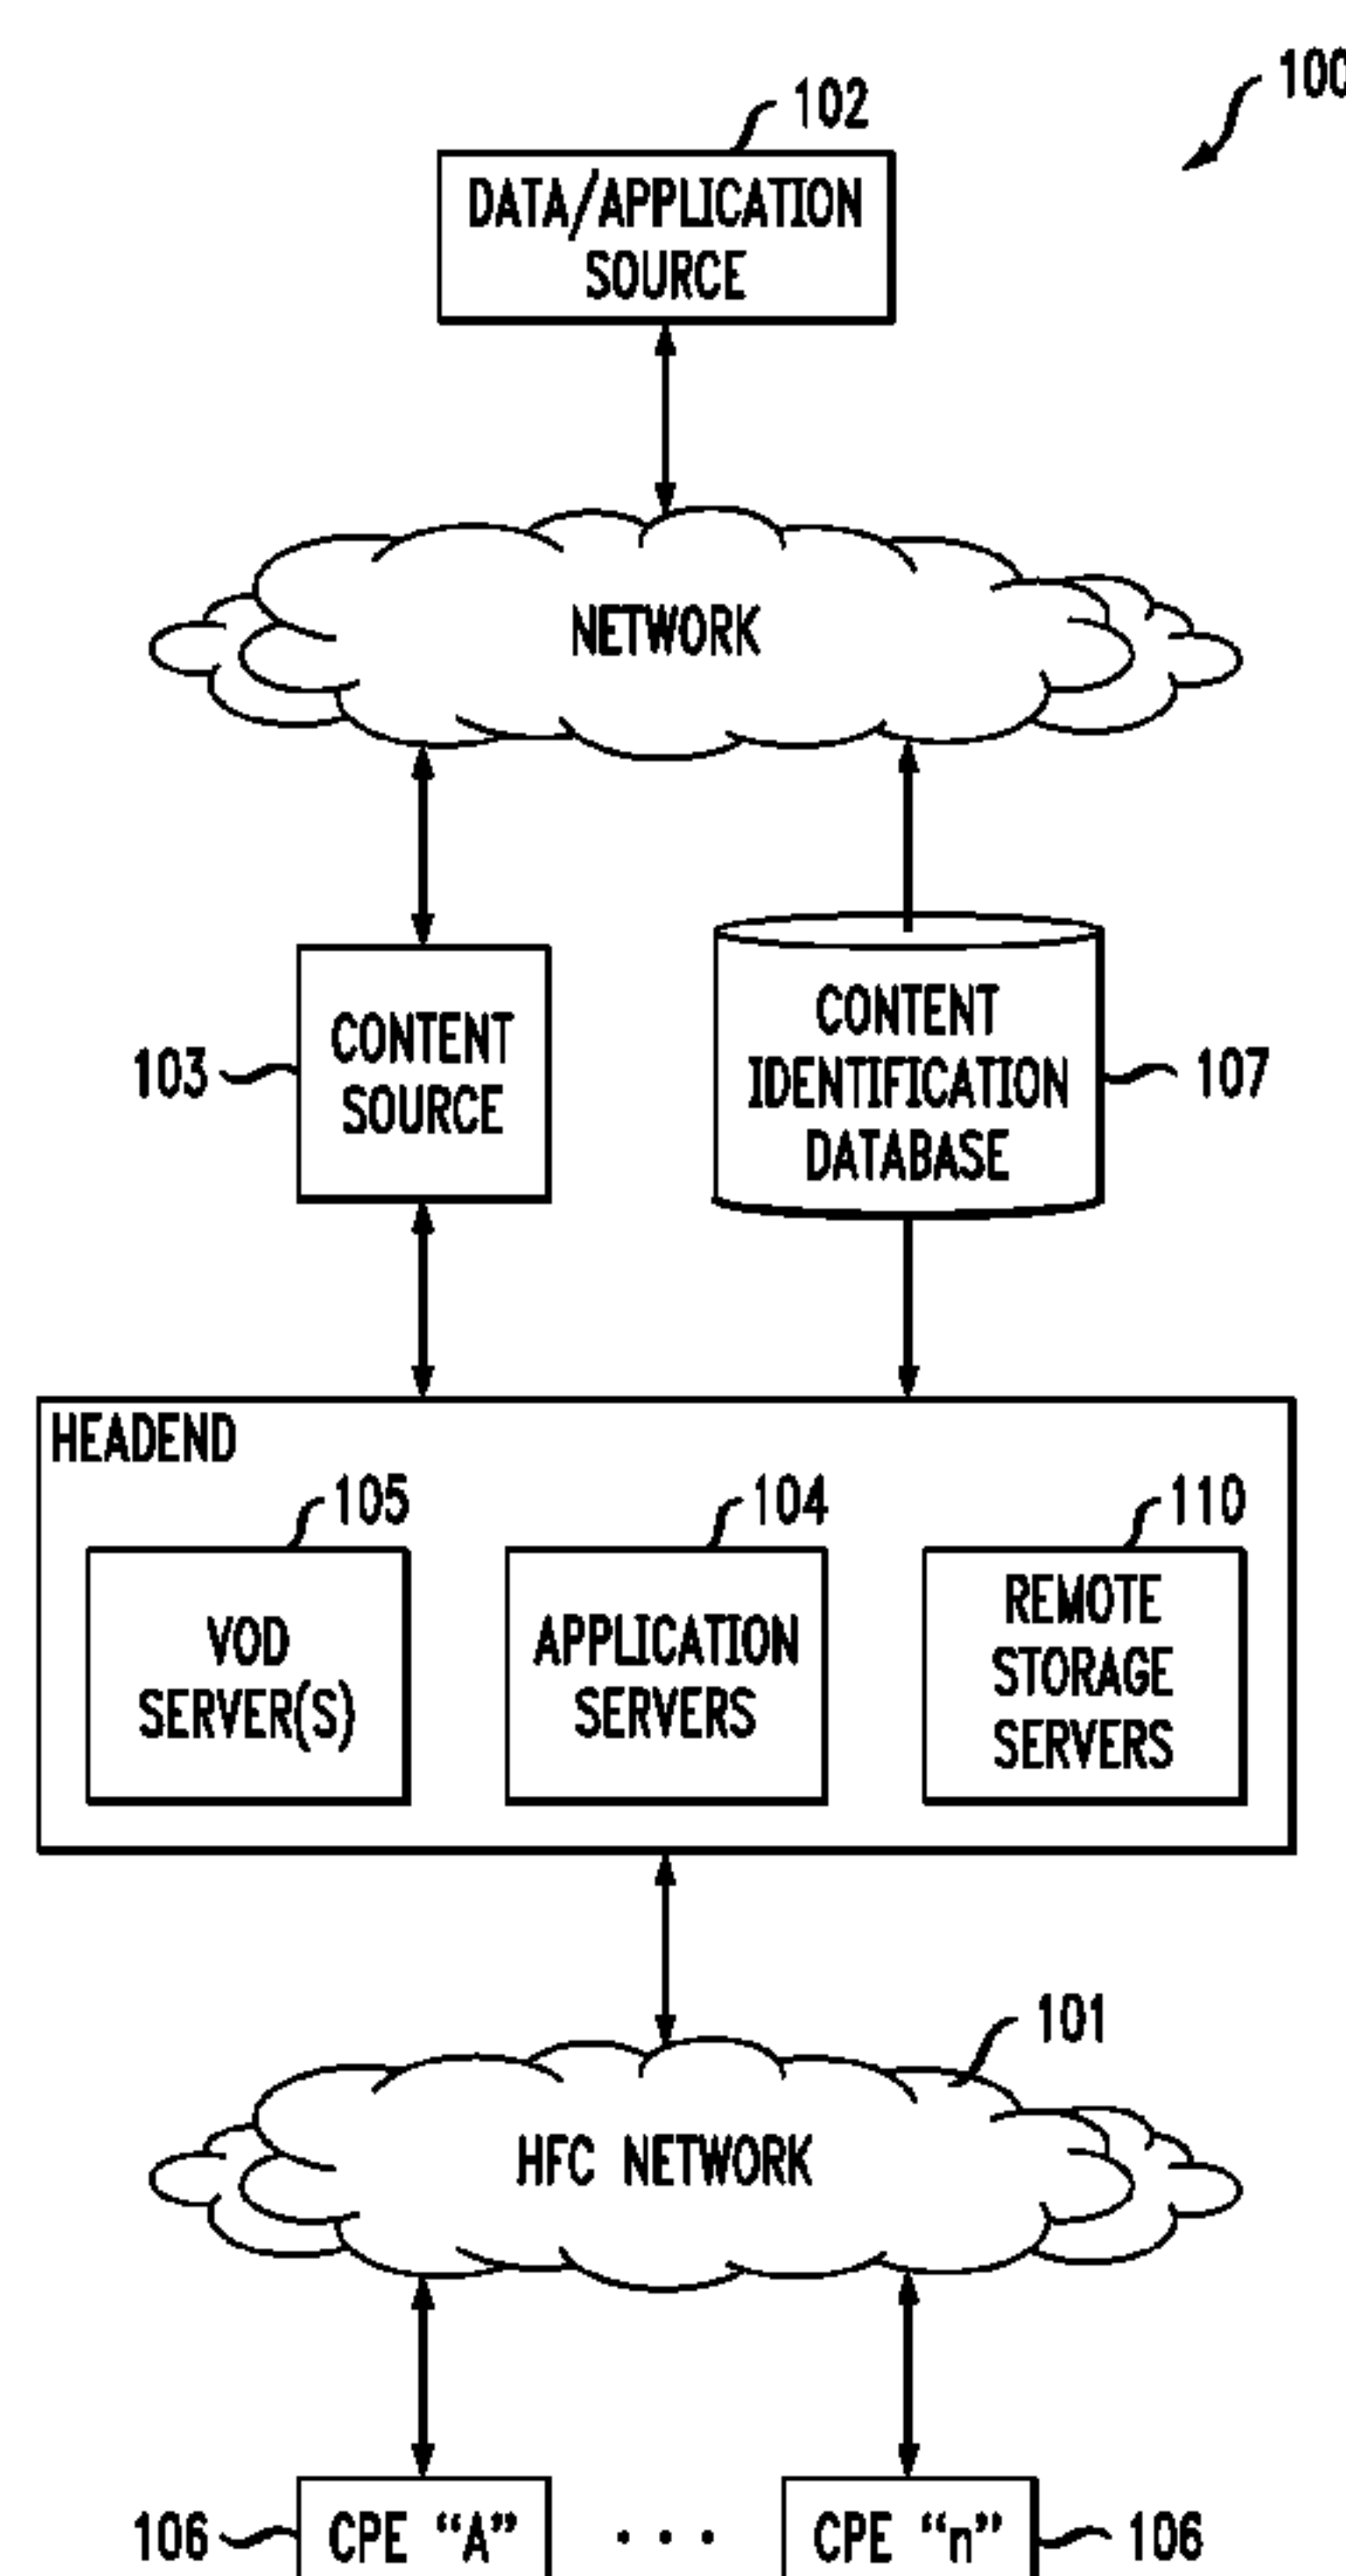 100
102
DATA/APPLICATION
SOURCE
NETWORK
CONTENT
SOURCE
103
CONTENT
IDENTIFICATION
DATABASE
107
HEADEND
105
VOD
SERVER(S)
104
APPLICATION
SERVERS
110
REMOTE
STORAGE
SERVERS
101
HFC NETWORK
106
CPE “A”
. . .
CPE “n”
106